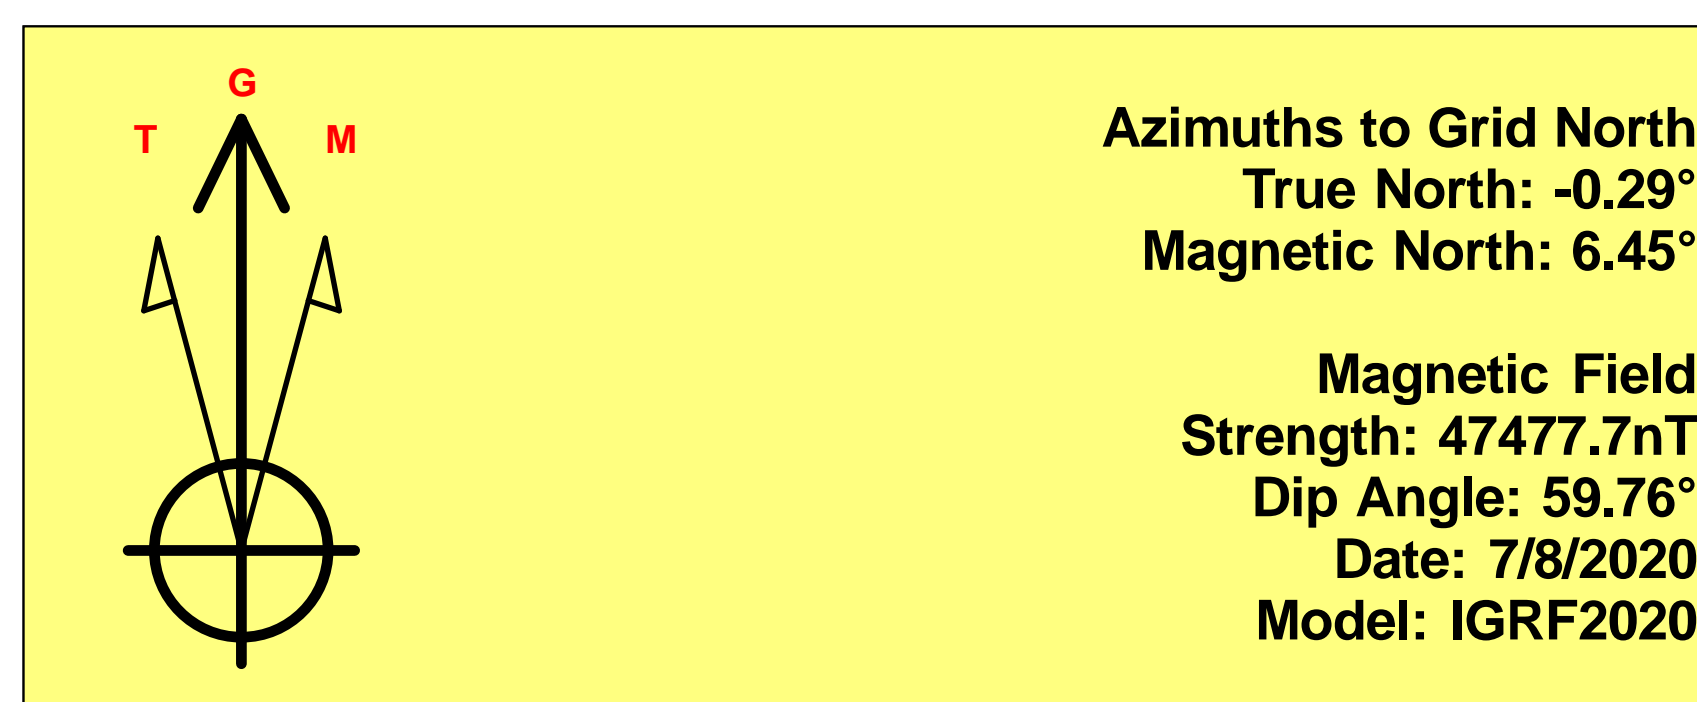 G
T M
Azimuths to Grid North
True North: -0.29°
Magnetic North: 6.45°
Magnetic Field
Strength: 47477.7nT
Dip Angle: 59.76°
Date: 7/8/2020
Model: IGRF2020